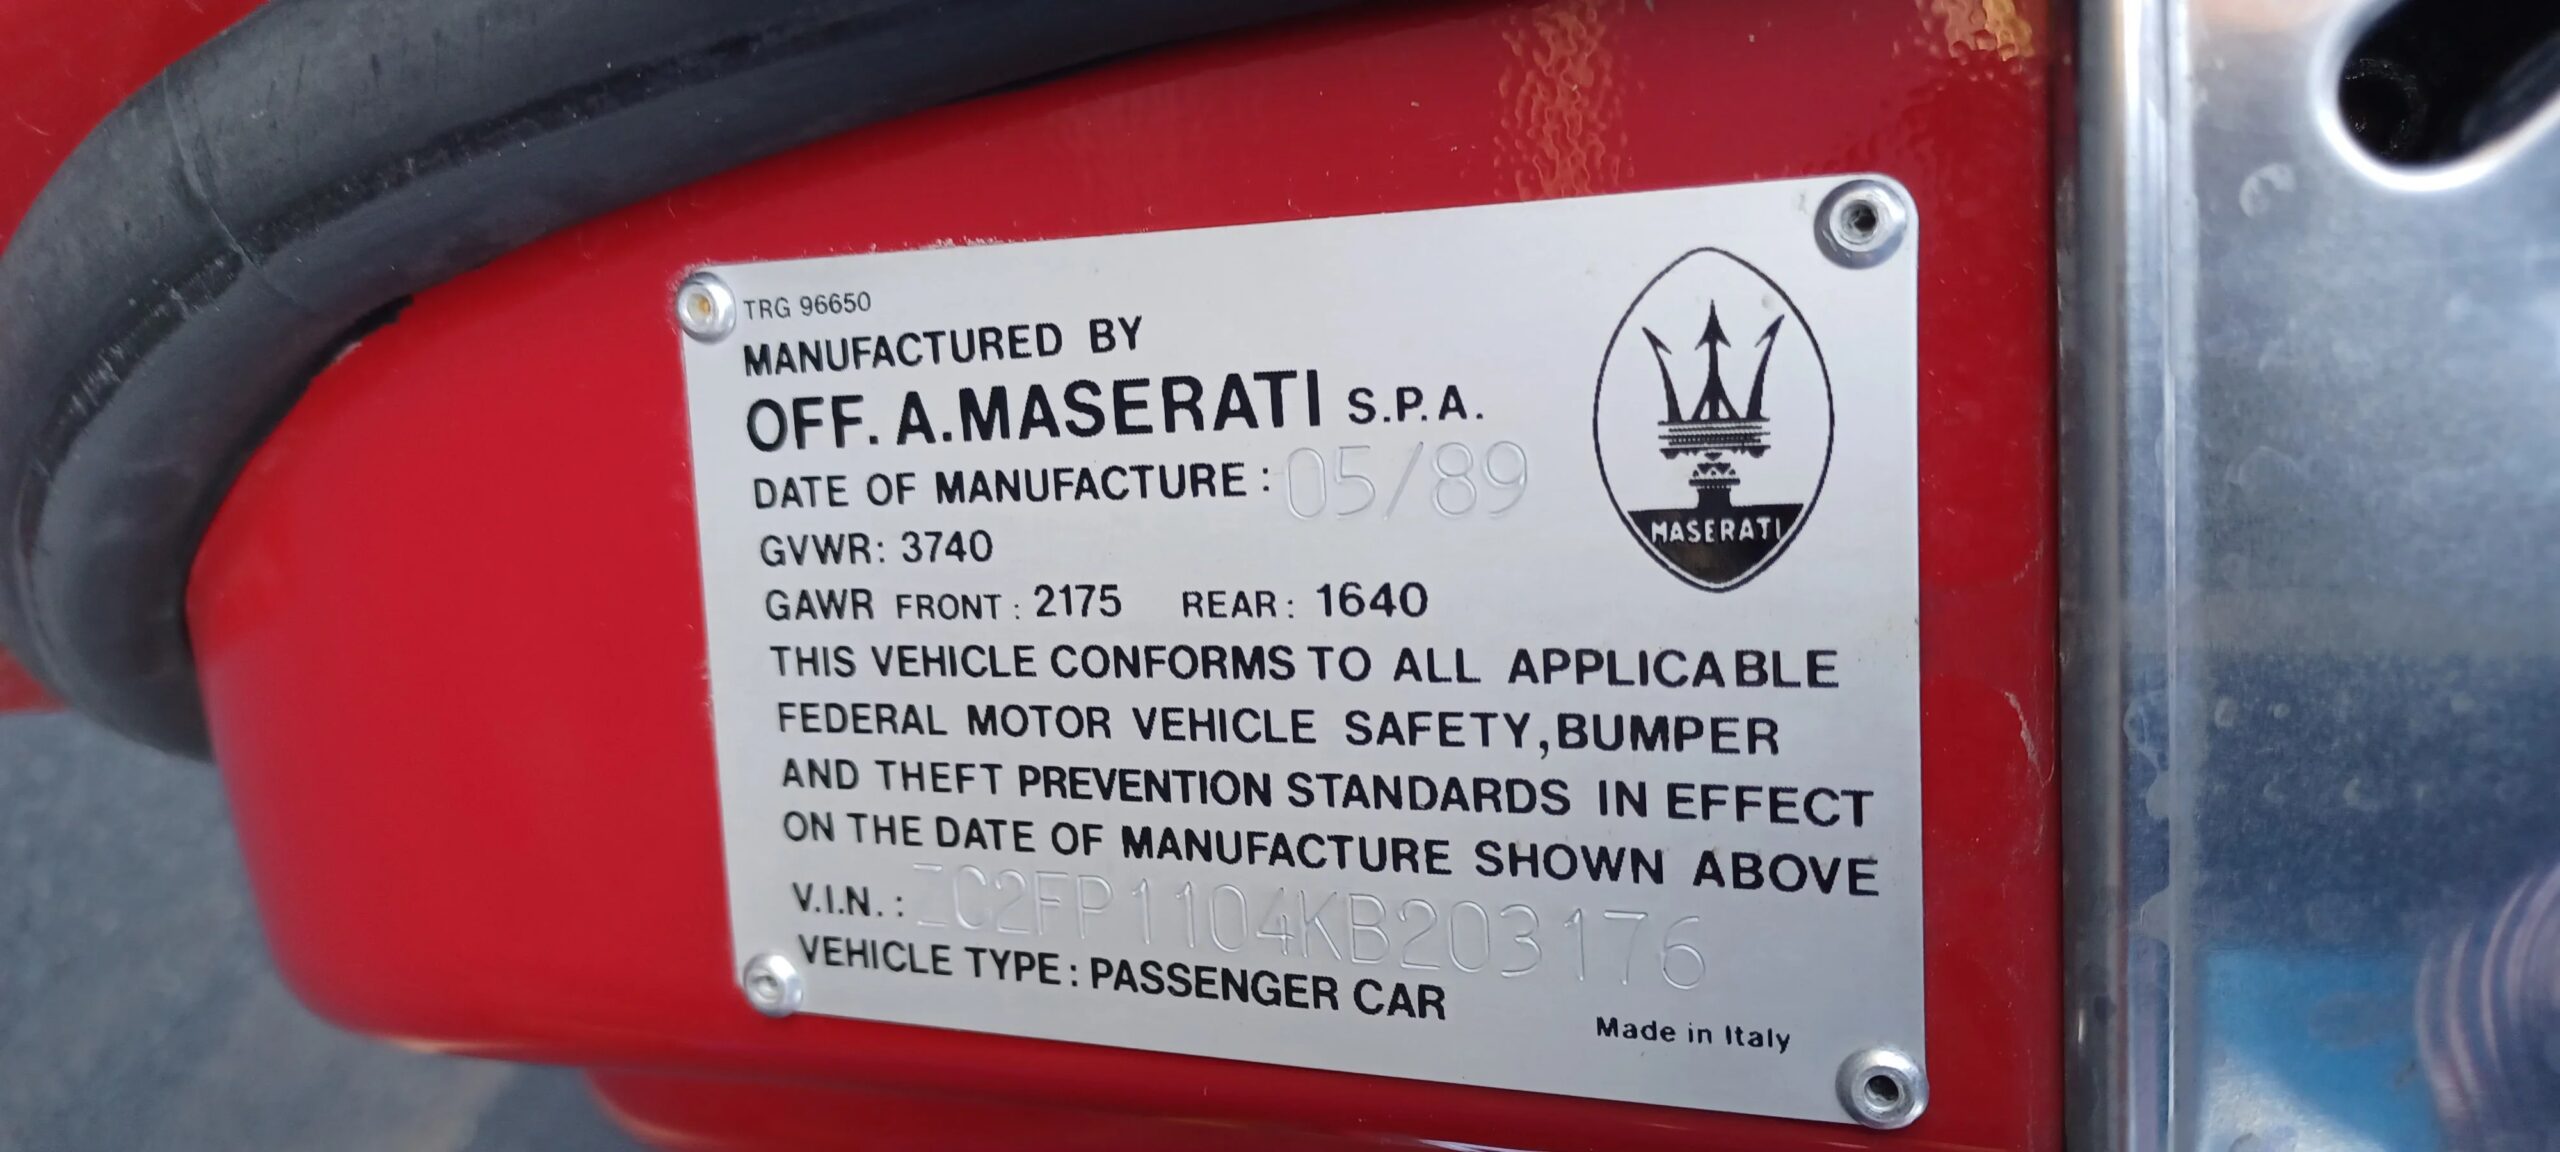 TRG 96650
MANUFACTURED BY
OFF. A.MASERATI S.P.A.
DATE OF MANUFACTURE: 05/89
GVWR: 3740
GAWR FRONT: 2175 REAR: 1640
THIS VEHICLE CONFORMS TO ALL APPLICABLE
FEDERAL MOTOR VEHICLE SAFETY, BUMPER
AND THEFT PREVENTION STANDARDS IN EFFECT
ON THE DATE OF MANUFACTURE SHOWN ABOVE
V.I.N.: ZC2FP1104KB203176
VEHICLE TYPE: PASSENGER CAR
Made in Italy
MASERATI